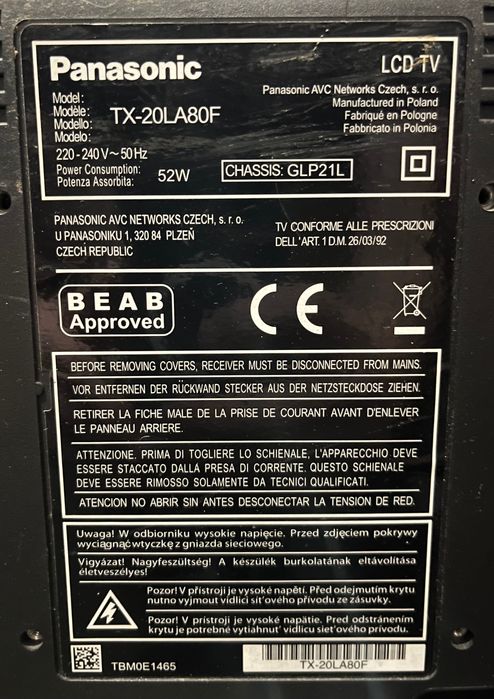 Panasonic
LCD TV
Model:
Modèle:
Modello:
Modelo:
TX-20LA80F
Panasonic AVC Networks Czech, s. r. o.
Manufactured in Poland
Fabriqué en Pologne
Fabbricato in Polonia
220-240 V~50Hz
Power Consumption:
Potenza Assorbita:
52W
CHASSIS: GLP21L
PANASONIC AVC NETWORKS CZECH, s. r. o.
U PANASONIKU 1, 320 84 PLZEŇ
CZECH REPUBLIC
TV CONFORME ALLE PRESCRIZIONI
DELL'ART. 1 D.M. 26/03/92
BEAB
Approved
CE
BEFORE REMOVING COVERS, RECEIVER MUST BE DISCONNECTED FROM MAINS.
VOR ENTFERNEN DER RÜCKWAND STECKER AUS DER NETZSTECKDOSE ZIEHEN.
RETIRER LA FICHE MALE DE LA PRISE DE COURANT AVANT D'ENLEVER
LE PANNEAU ARRIERE.
ATTENZIONE. PRIMA DI TOGLIERE LO SCHIENALE, L'APPARECCHIO DEVE
ESSERE STACCATO DALLA PRESA DI CORRENTE. QUESTO SCHIENALE
DEVE ESSERE RIMOSSO SOLAMENTE DA TECNICI QUALIFICATI.
ATENCION NO ABRIR SIN ANTES DESCONECTAR LA TENSION DE RED.
Uwaga! W odbiorniku wysokie napięcie. Przed zdjęciem pokrywy
wyciągnąć wtyczkę z gniazda sieciowego.
Vigyázat! Nagyfeszültség! A készülék burkolatának eltávolítása
életveszélyes!
Pozor! V přístroji je vysoké napětí. Před odejmutím krytu
nutno vyjmout vidlici síťového přívodu ze zásuvky.
Pozor! V prístroji je vysoké napätie. Pred odstránením
krytu je potrebné vytiahnuť vidlicu sieťového prívodu.
TBM0E1465
TX-20LA80F